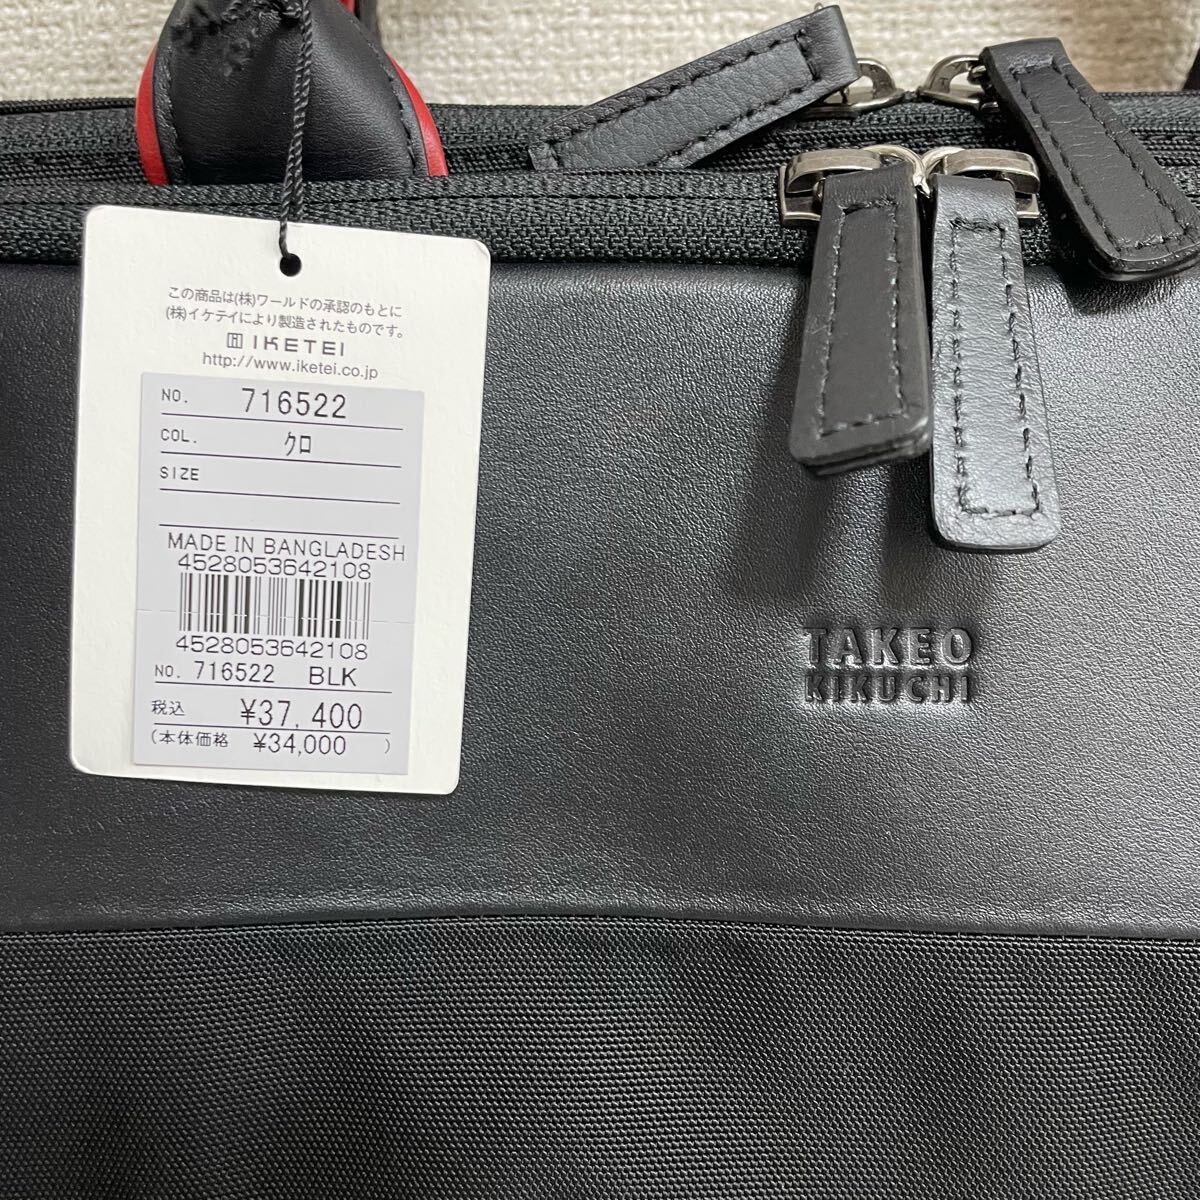 この商品は(株)ワールドの承認のもとに
(株)イケテイにより製造されたものです。
IKETEI
http://www.iketei.co.jp
NO. 716522
COL. クロ
SIZE
MADE IN BANGLADESH
4528053642108
4528053642108
NO. 716522 BLK
税込 ¥37,400
(本体価格 ¥34,000 )
TAKEO
KIKUCHI